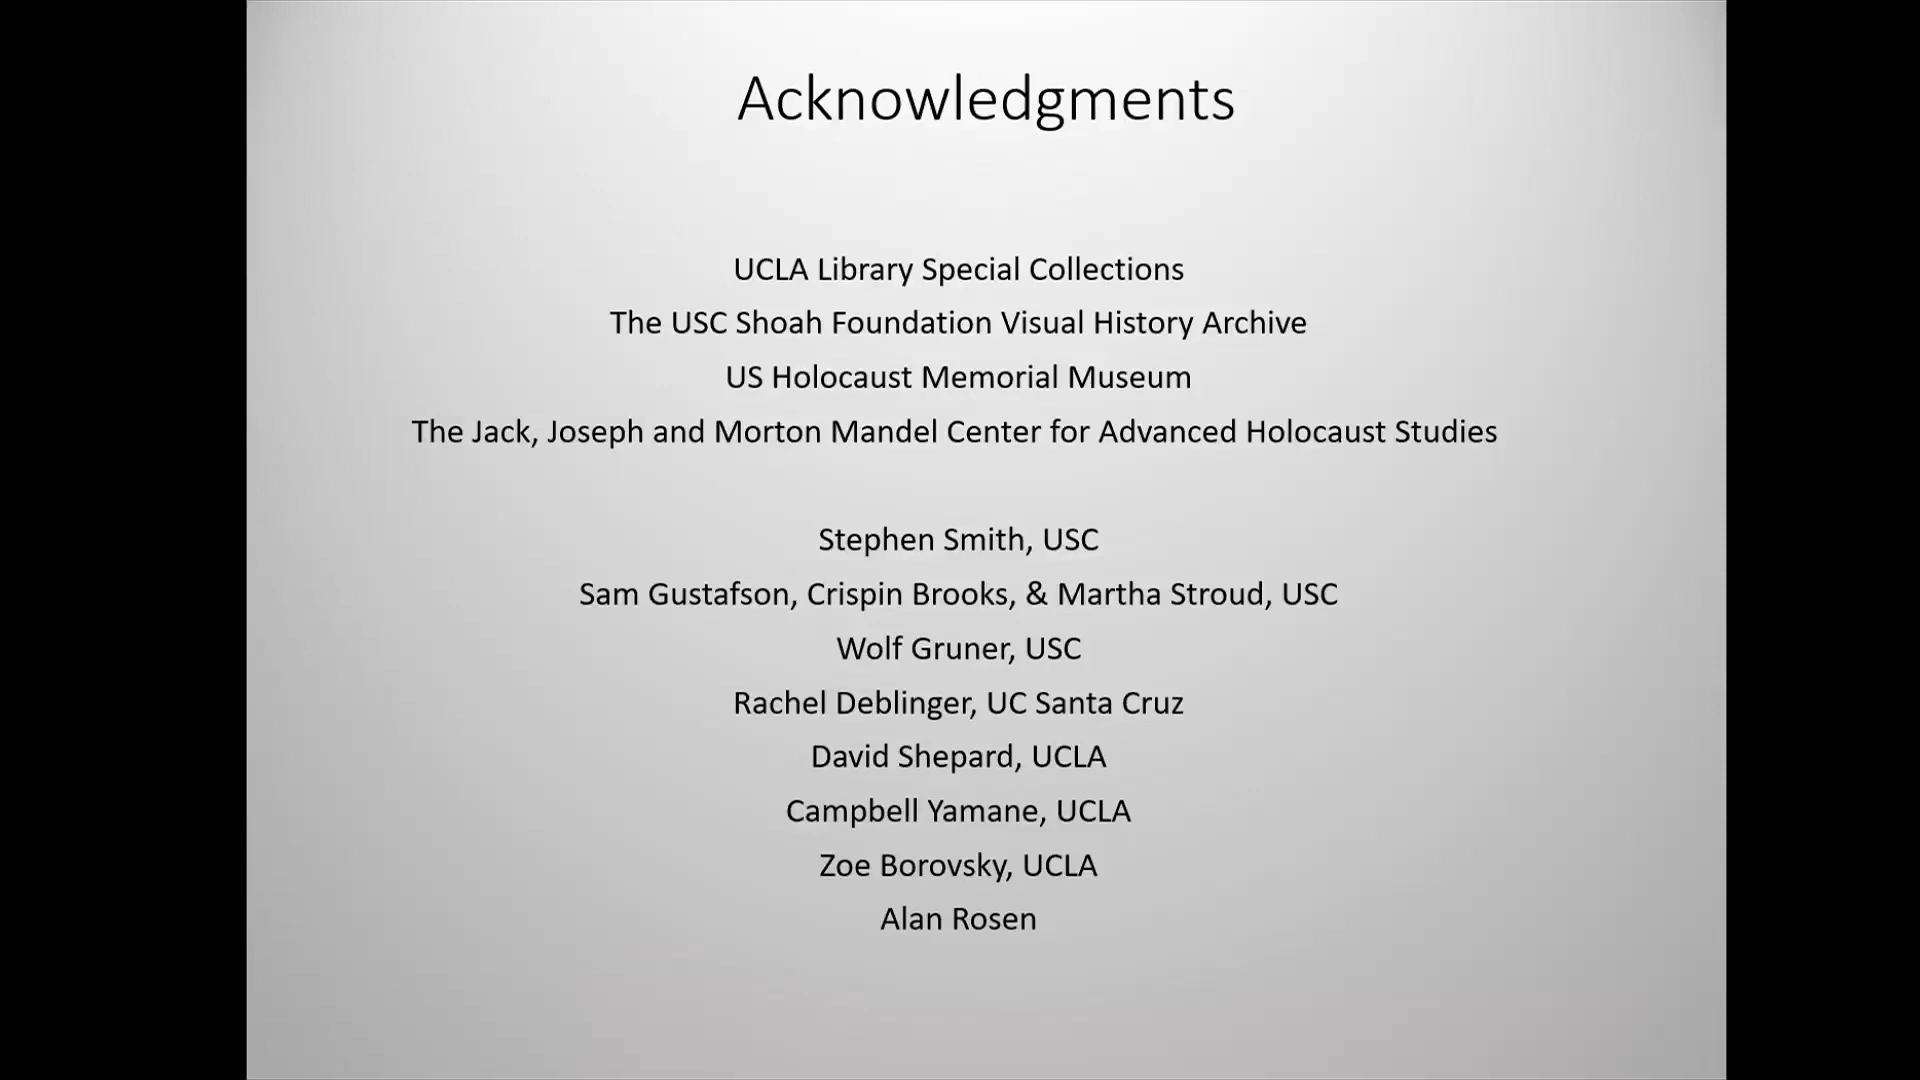 Acknowledgments
UCLA Library Special Collections
The USC Shoah Foundation Visual History Archive
US Holocaust Memorial Museum
The Jack, Joseph and Morton Mandel Center for Advanced Holocaust Studies
Stephen Smith, USC
Sam Gustafson, Crispin Brooks, & Martha Stroud, USC
Wolf Gruner, USC
Rachel Deblinger, UC Santa Cruz
David Shepard, UCLA
Campbell Yamane, UCLA
Zoe Borovsky, UCLA
Alan Rosen